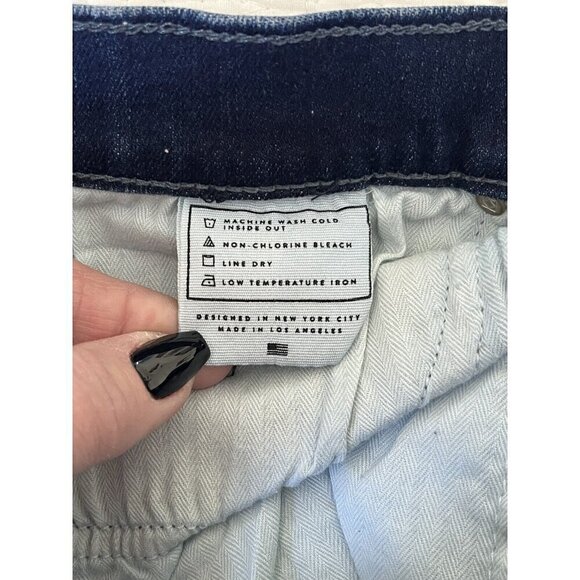 MACHINE WASH COLD
INSIDE OUT
NON-CHLORINE BLEACH
LINE DRY
LOW TEMPERATURE IRON
DESIGNED IN NEW YORK CITY
MADE IN LOS ANGELES